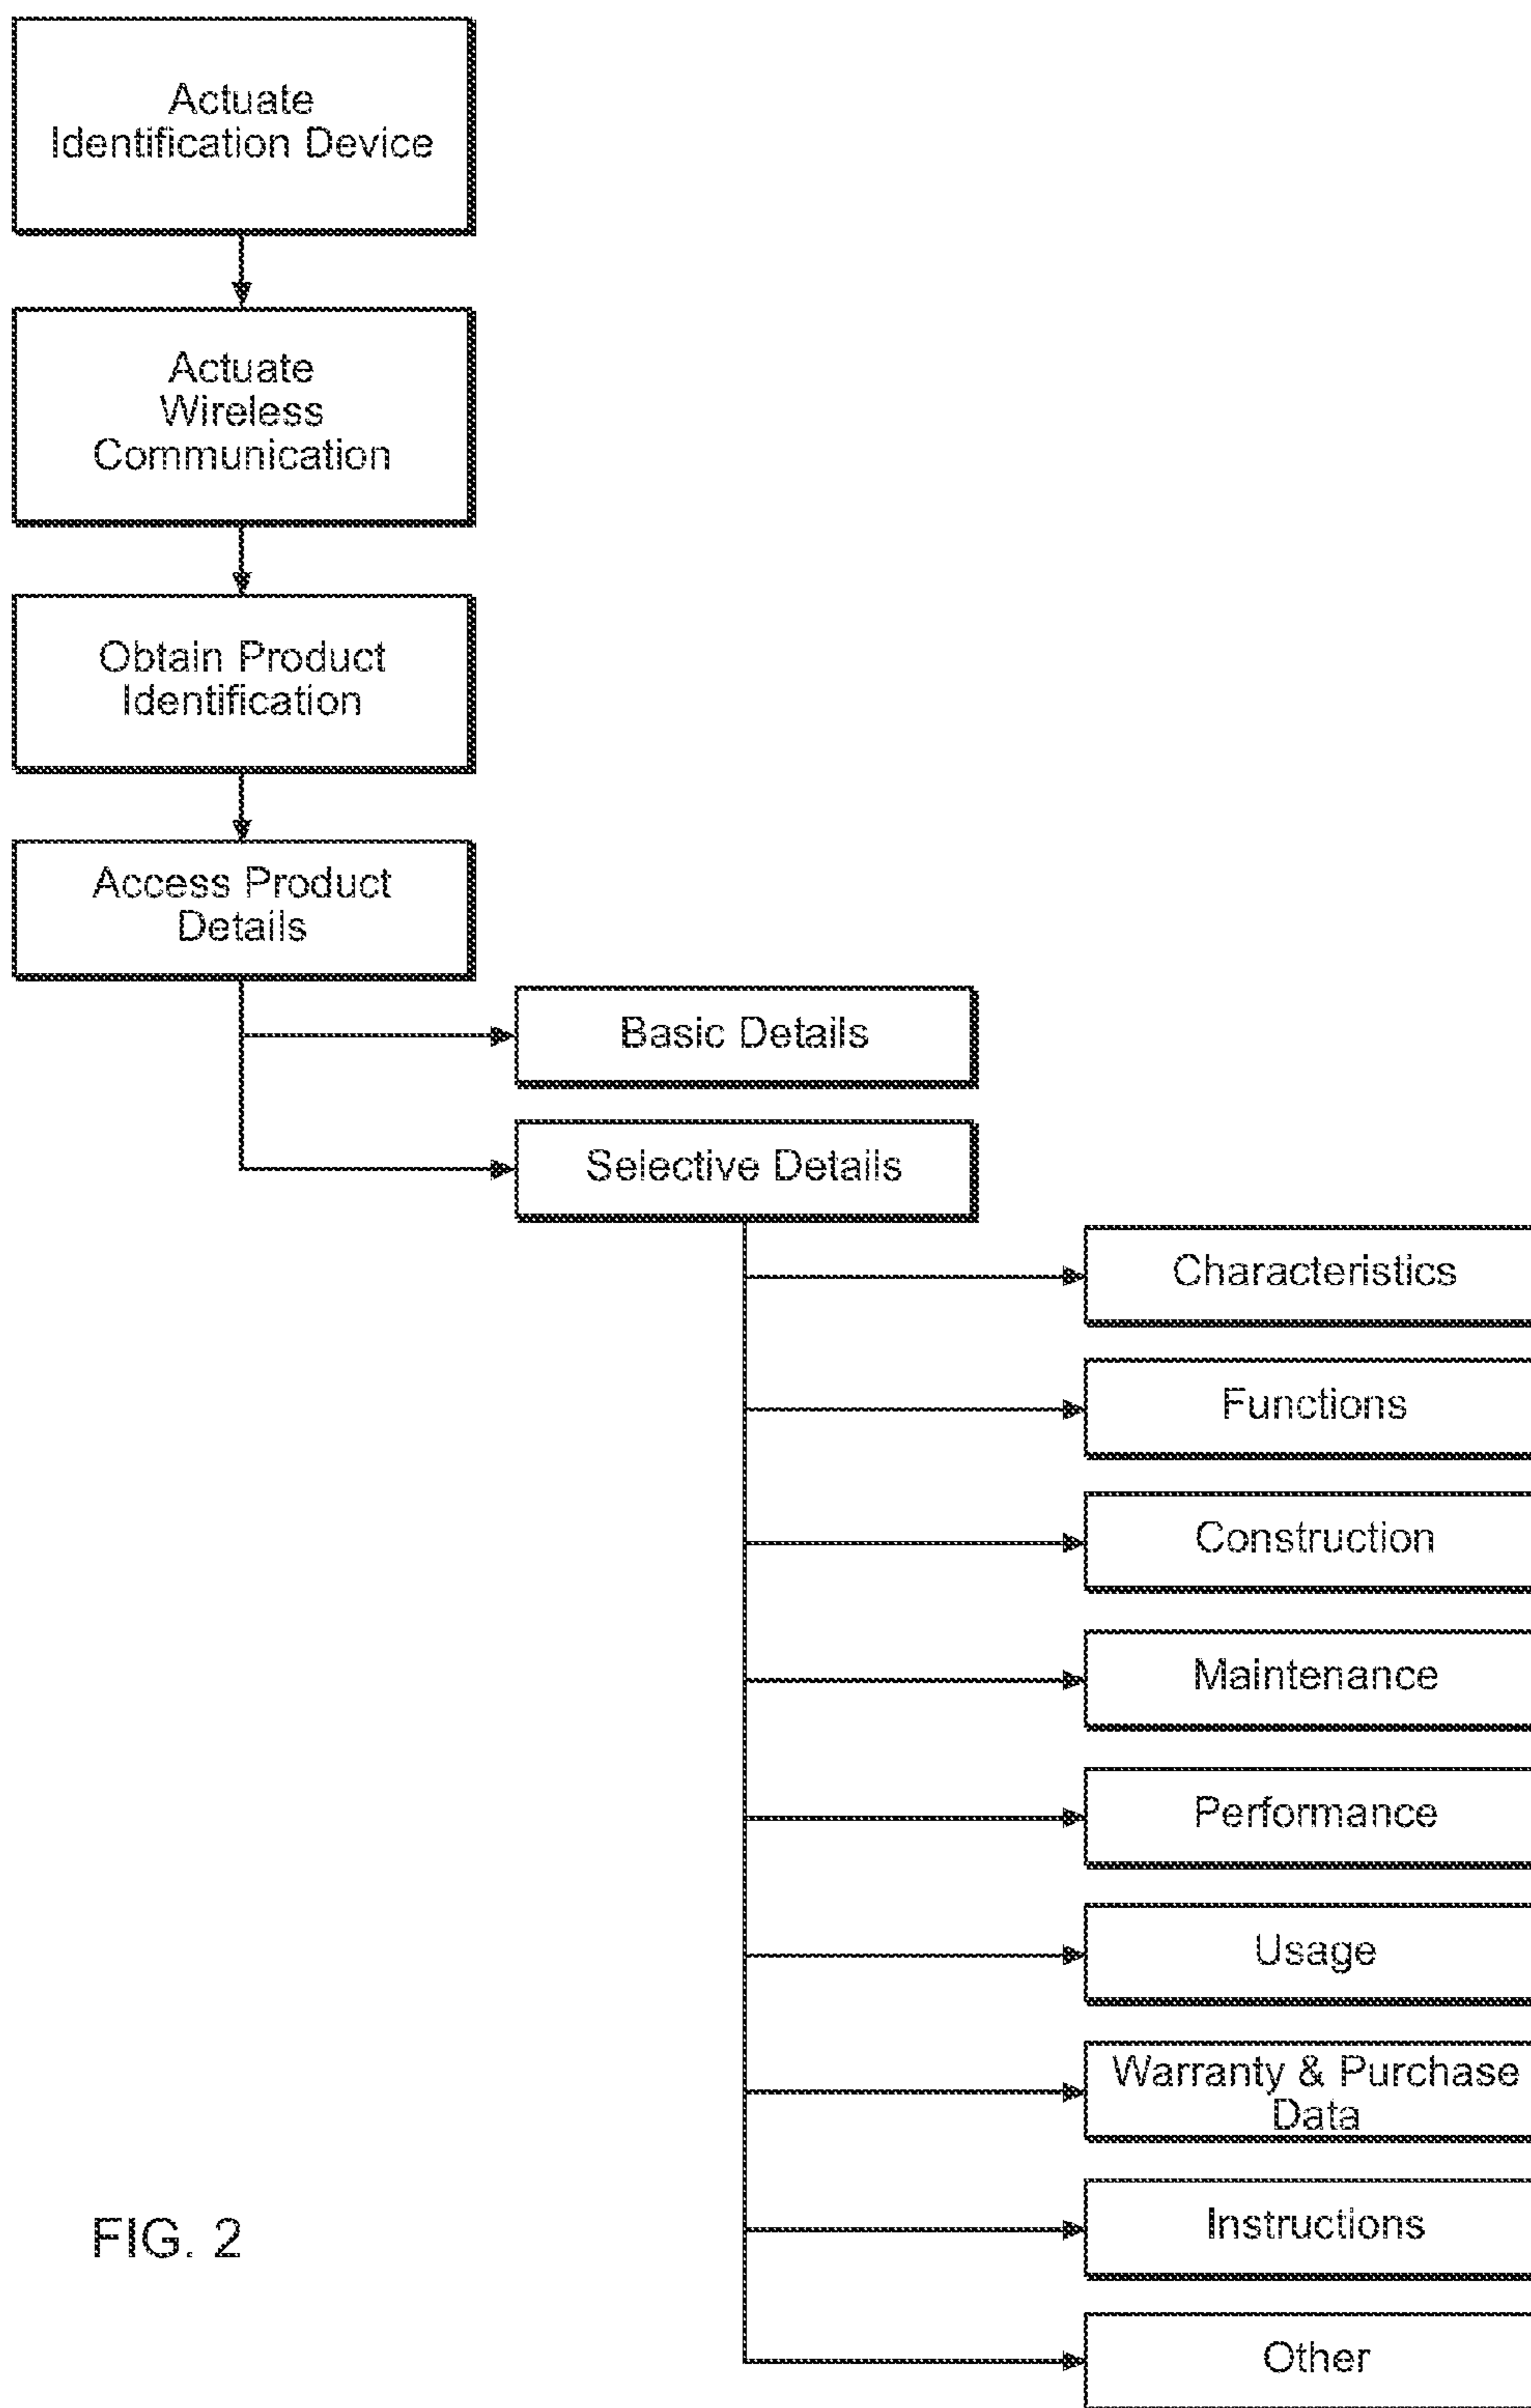 Actuate
Identification Device
Actuate
Wireless
Communication
Obtain Product
Identification
Access Product
Details
Basic Details
Selective Details
Characteristics
Functions
Construction
Maintenance
Performance
Usage
Warranty & Purchase
Data
Instructions
Other
FIG. 2